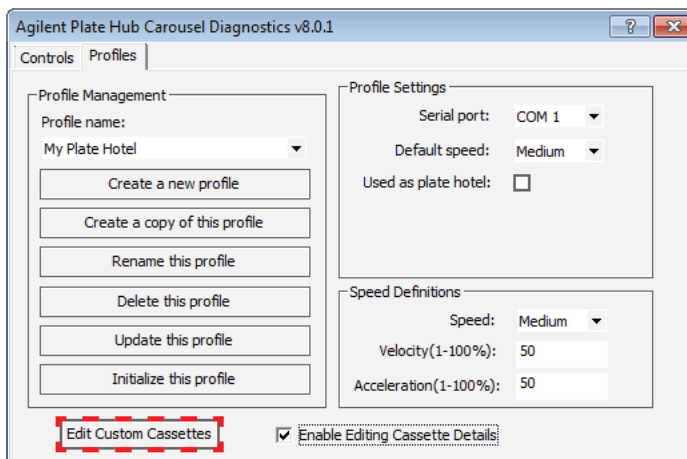 Agilent Plate Hub Carousel Diagnostics v8.0.1
?
Controls Profiles
Profile Management
Profile name:
My Plate Hotel
Create a new profile
Create a copy of this profile
Rename this profile
Delete this profile
Update this profile
Initialize this profile
Profile Settings
Serial port: COM 1
Default speed: Medium
Used as plate hotel:
Speed Definitions
Speed: Medium
Velocity(1-100%): 50
Acceleration(1-100%): 50
Edit Custom Cassettes
Enable Editing Cassette Details